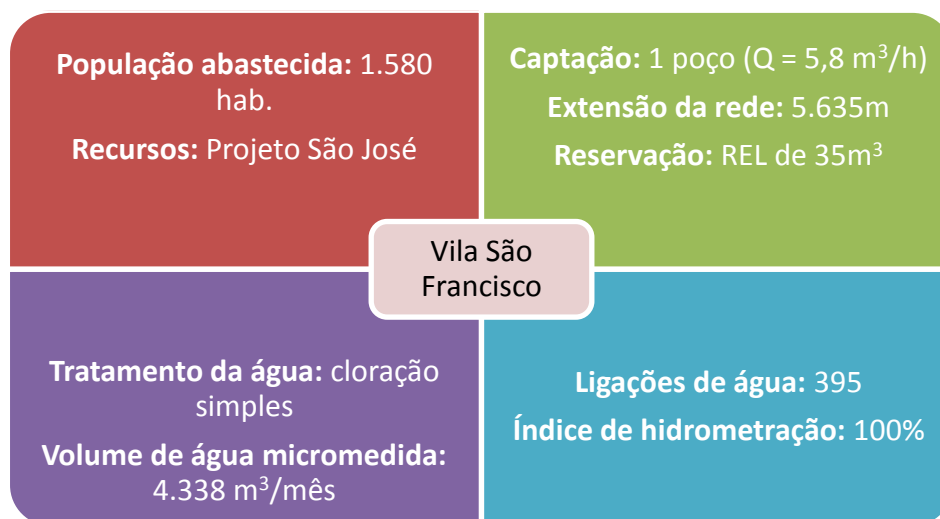 População abastecida: 1.580
hab.
Recursos: Projeto São José
Captação: 1 poço (Q = 5,8 m³/h)
Extensão da rede: 5.635m
Reservação: REL de 35m³
Vila São
Francisco
Tratamento da água: cloração
simples
Volume de água micromedida:
4.338 m³/mês
Ligações de água: 395
Índice de hidrometração: 100%